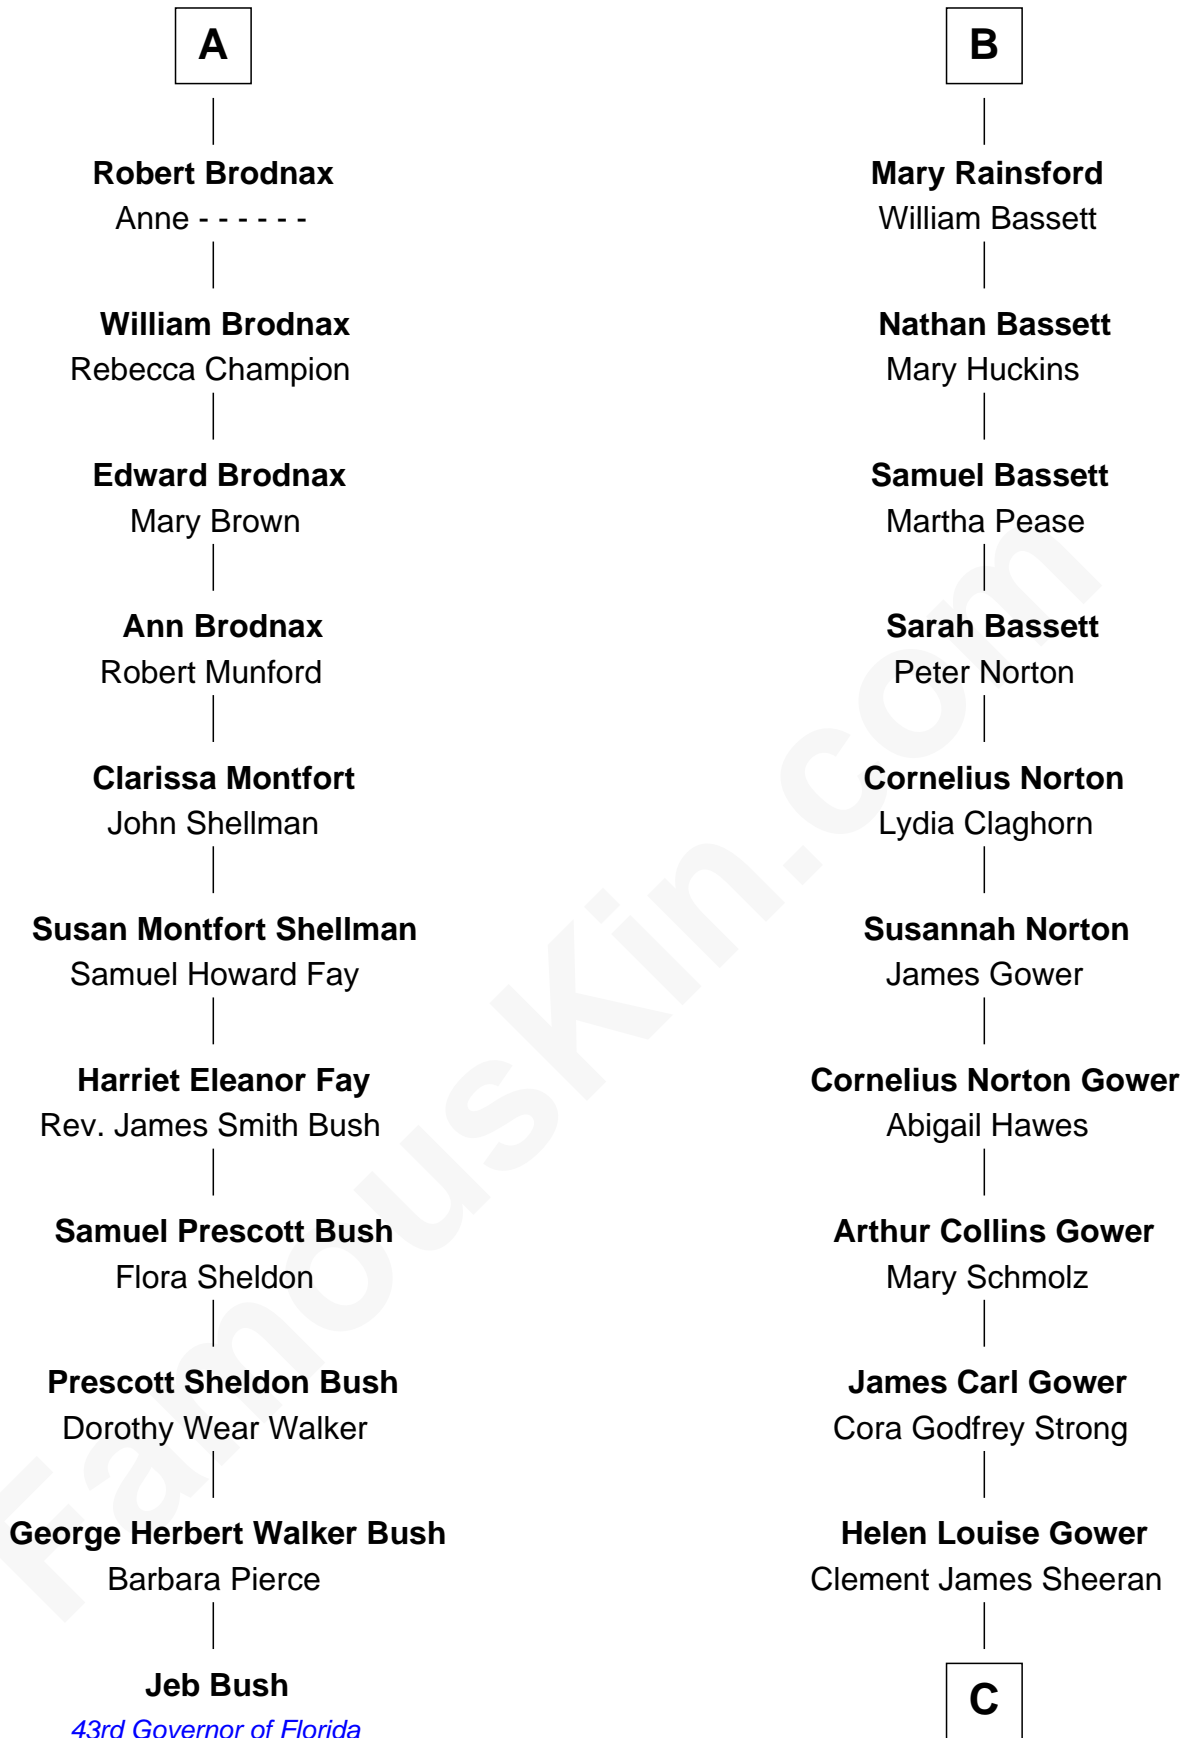 A
Robert Brodnax
Anne - - - - - -
William Brodnax
Rebecca Champion
Edward Brodnax
Mary Brown
Ann Brodnax
Robert Munford
Clarissa Montfort
John Shellman
Susan Montfort Shellman
Samuel Howard Fay
Harriet Eleanor Fay
Rev. James Smith Bush
Samuel Prescott Bush
Flora Sheldon
Prescott Sheldon Bush
Dorothy Wear Walker
George Herbert Walker Bush
Barbara Pierce
Jeb Bush
43rd Governor of Florida
B
Mary Rainsford
William Bassett
Nathan Bassett
Mary Huckins
Samuel Bassett
Martha Pease
Sarah Bassett
Peter Norton
Cornelius Norton
Lydia Claghorn
Susannah Norton
James Gower
Cornelius Norton Gower
Abigail Hawes
Arthur Collins Gower
Mary Schmolz
James Carl Gower
Cora Godfrey Strong
Helen Louise Gower
Clement James Sheeran
C
FamousKin.com